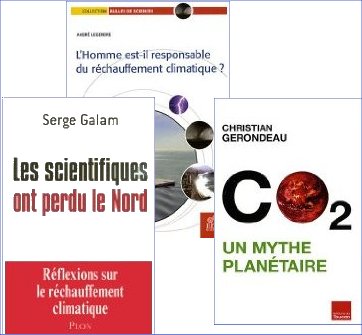 COLLECTION BULLES DE SCIENCES
ANDRÉ LEGENDRE
L'Homme est-il responsable
du réchauffement climatique ?
Serge Galam
Les scientifiques
ont perdu le Nord
Réflexions sur
le réchauffement
climatique
PLON
CHRISTIAN
GERONDEAU
CO2
UN MYTHE
PLANÉTAIRE